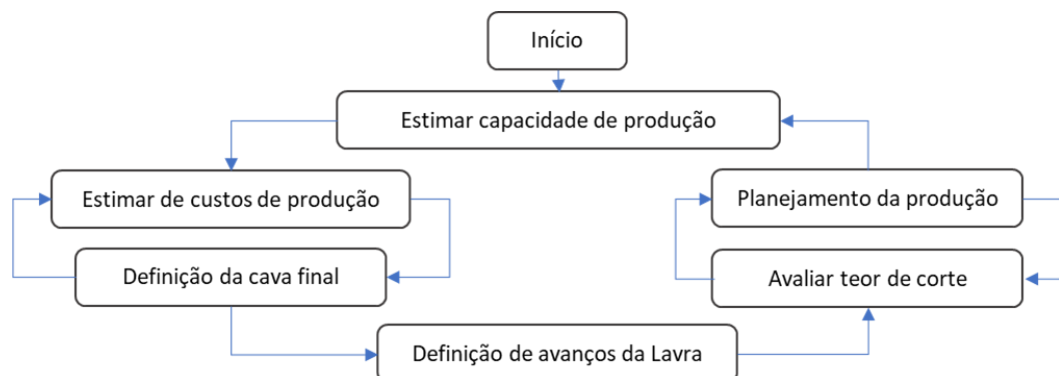 Início
Estimar capacidade de produção
Estimar de custos de produção
Planejamento da produção
Definição da cava final
Avaliar teor de corte
Definição de avanços da Lavra